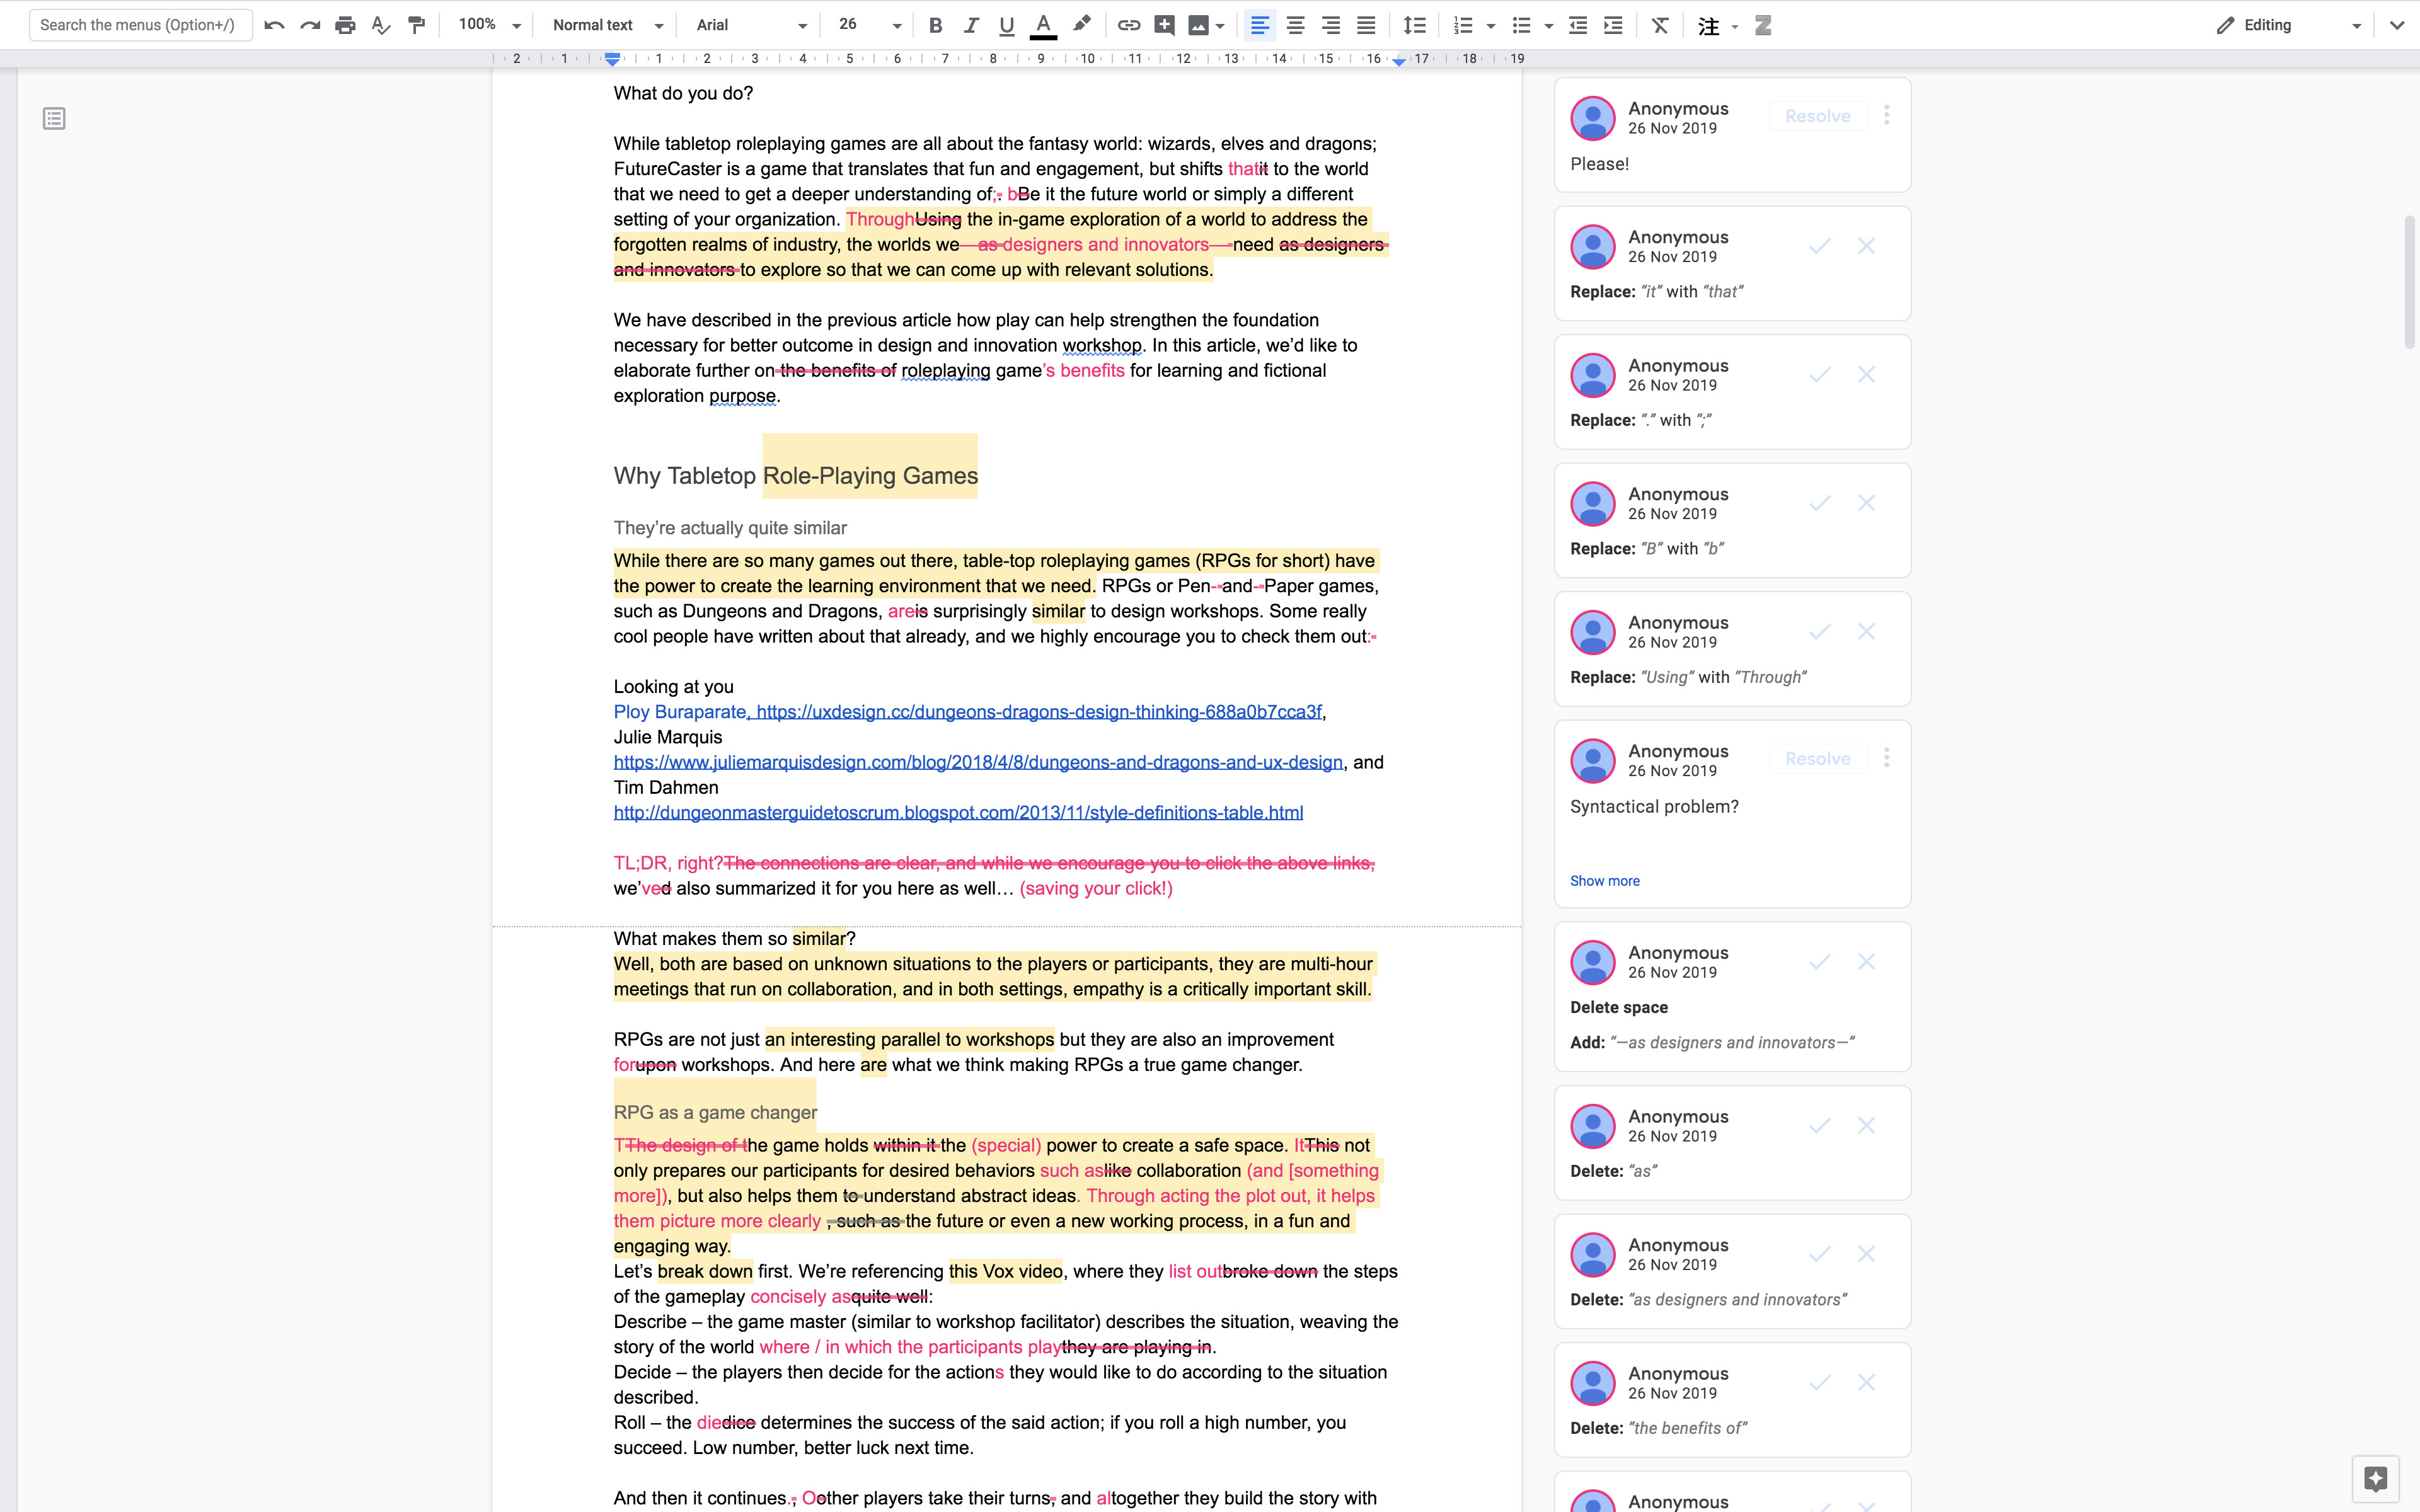 Search the menus (Option+/) 100% Normal text Arial 26 B I U A 注 Editing
2 1 1 2 3 4 5 6 7 8 9 10 11 12 13 14 15 16 17 18 19
What do you do?
While tabletop roleplaying games are all about the fantasy world: wizards, elves and dragons;
FutureCaster is a game that translates that fun and engagement, but shifts thatit to the world
that we need to get a deeper understanding of;. bBe it the future world or simply a different
setting of your organization. ThroughUsing the in-game exploration of a world to address the
forgotten realms of industry, the worlds we—as designers and innovators— need as designers
and innovators to explore so that we can come up with relevant solutions.
We have described in the previous article how play can help strengthen the foundation
necessary for better outcome in design and innovation workshop. In this article, we’d like to
elaborate further on the benefits of roleplaying game’s benefits for learning and fictional
exploration purpose.
Why Tabletop Role-Playing Games
They’re actually quite similar
While there are so many games out there, table-top roleplaying games (RPGs for short) have
the power to create the learning environment that we need. RPGs or Pen- and- Paper games,
such as Dungeons and Dragons, areis surprisingly similar to design workshops. Some really
cool people have written about that already, and we highly encourage you to check them out:
Looking at you
Ploy Buraparate, https://uxdesign.cc/dungeons-dragons-design-thinking-688a0b7cca3f,
Julie Marquis
https://www.juliemarquisdesign.com/blog/2018/4/8/dungeons-and-dragons-and-ux-design, and
Tim Dahmen
http://dungeonmasterguidetoscrum.blogspot.com/2013/11/style-definitions-table.html
TL;DR, right?The connections are clear, and while we encourage you to click the above links,
we’ved also summarized it for you here as well… (saving your click!)
What makes them so similar?
Well, both are based on unknown situations to the players or participants, they are multi-hour
meetings that run on collaboration, and in both settings, empathy is a critically important skill.
RPGs are not just an interesting parallel to workshops but they are also an improvement
forupon workshops. And here are what we think making RPGs a true game changer.
RPG as a game changer
TThe design of the game holds within it the (special) power to create a safe space. ItThis not
only prepares our participants for desired behaviors such aslike collaboration (and [something
more]), but also helps them to understand abstract ideas. Through acting the plot out, it helps
them picture more clearly , such as the future or even a new working process, in a fun and
engaging way.
Let’s break down first. We’re referencing this Vox video, where they list outbroke down the steps
of the gameplay concisely asquite well:
Describe – the game master (similar to workshop facilitator) describes the situation, weaving the
story of the world where / in which the participants playthey are playing in.
Decide – the players then decide for the actions they would like to do according to the situation
described.
Roll – the diedice determines the success of the said action; if you roll a high number, you
succeed. Low number, better luck next time.
And then it continues., Oother players take their turns, and altogether they build the story with
Anonymous
26 Nov 2019
Resolve
Please!
Anonymous
26 Nov 2019
Replace: “it” with “that”
Anonymous
26 Nov 2019
Replace: “.” with “;”
Anonymous
26 Nov 2019
Replace: “B” with “b”
Anonymous
26 Nov 2019
Replace: “Using” with “Through”
Anonymous
26 Nov 2019
Resolve
Syntactical problem?
Show more
Anonymous
26 Nov 2019
Delete space
Add: “—as designers and innovators—”
Anonymous
26 Nov 2019
Delete: “as”
Anonymous
26 Nov 2019
Delete: “as designers and innovators”
Anonymous
26 Nov 2019
Delete: “the benefits of”
Anonymous